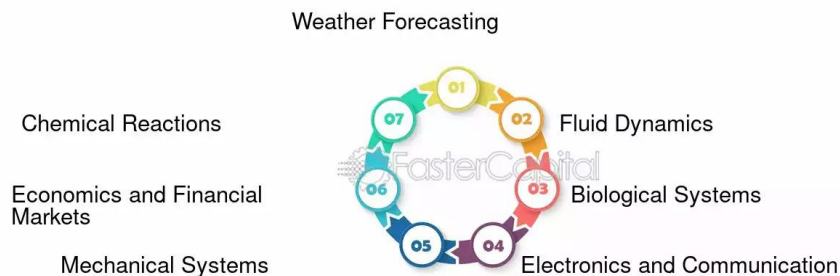 Weather Forecasting
01
07
02
Chemical Reactions
Fluid Dynamics
FasterCapital
Economics and Financial
Markets
06
03
Biological Systems
05
04
Mechanical Systems
Electronics and Communication